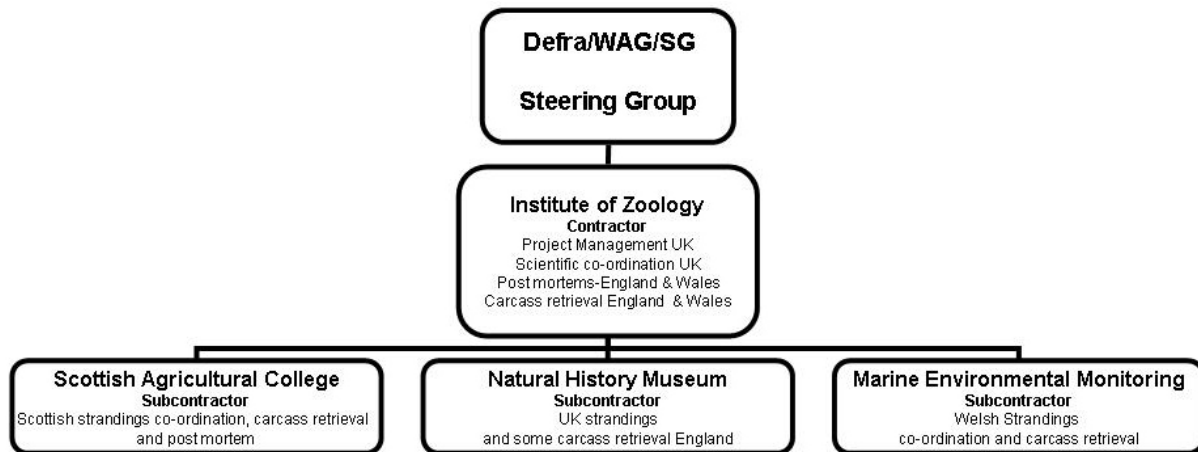 Defra/WAG/SG
Steering Group
Institute of Zoology
Contractor
Project Management UK
Scientific co-ordination UK
Post mortems-England & Wales
Carcass retrieval England & Wales
Scottish Agricultural College
Subcontractor
Scottish strandings co-ordination, carcass retrieval
and post mortem
Natural History Museum
Subcontractor
UK strandings
and some carcass retrieval England
Marine Environmental Monitoring
Subcontractor
Welsh Strandings
co-ordination and carcass retrieval